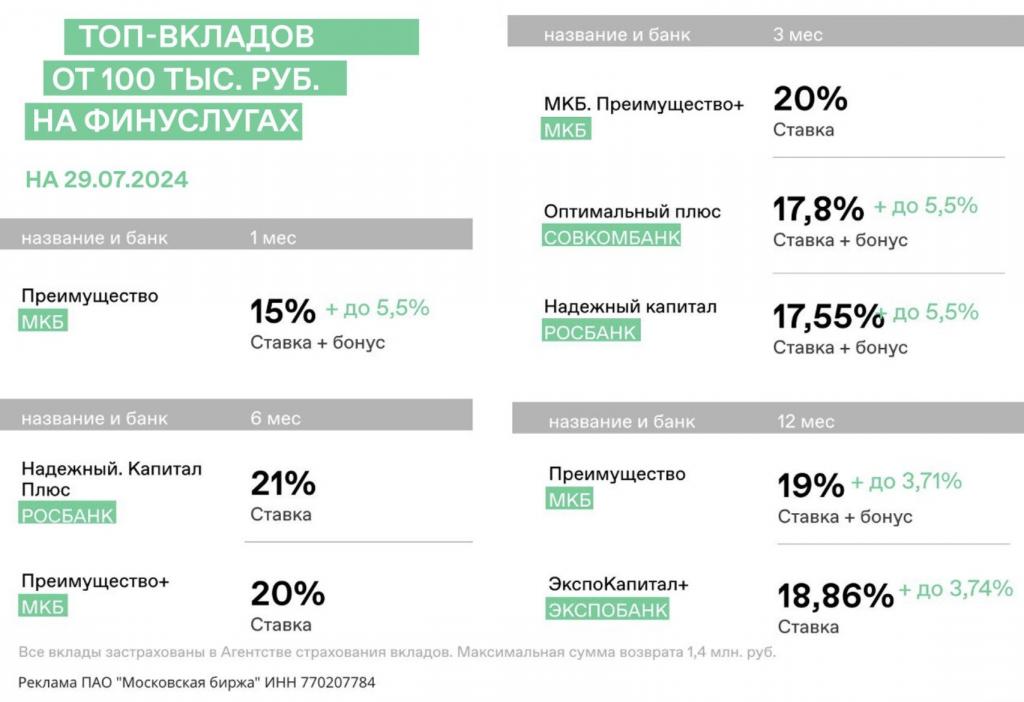 ТОП-ВКЛАДОВ
ОТ 100 ТЫС. РУБ.
НА ФИНУСЛУГАХ
НА 29.07.2024
название и банк 1 мес
Преимущество
МКБ
15% + до 5,5%
Ставка + бонус
название и банк 3 мес
МКБ. Преимущество+
МКБ
20%
Ставка
Оптимальный плюс
СОВКОМБАНК
17,8% + до 5,5%
Ставка + бонус
Надежный капитал
РОСБАНК
17,55% + до 5,5%
Ставка + бонус
название и банк 6 мес
Надежный. Капитал
Плюс
РОСБАНК
21%
Ставка
Преимущество+
МКБ
20%
Ставка
название и банк 12 мес
Преимущество
МКБ
19% + до 3,71%
Ставка + бонус
ЭкспоКапитал+
ЭКСПОБАНК
18,86% + до 3,74%
Ставка
Все вклады застрахованы в Агентстве страхования вкладов. Максимальная сумма возврата 1,4 млн. руб.
Реклама ПАО "Московская биржа" ИНН 770207784